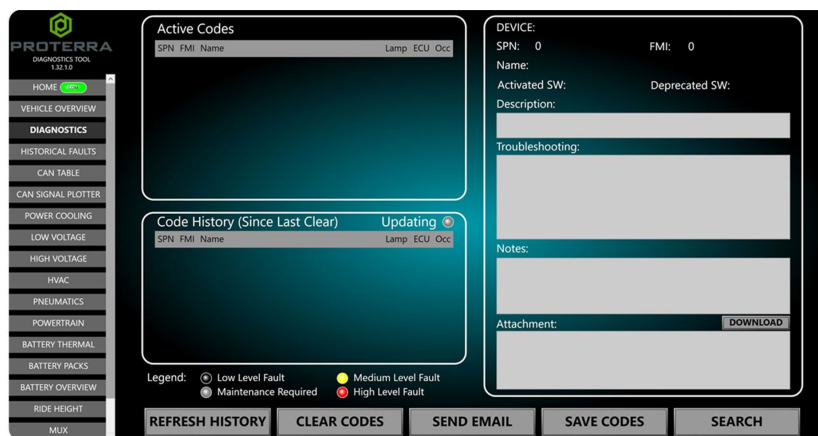 PROTERRA
DIAGNOSTICS TOOL
1.32.1.0
HOME
VEHICLE OVERVIEW
DIAGNOSTICS
HISTORICAL FAULTS
CAN TABLE
CAN SIGNAL PLOTTER
POWER COOLING
LOW VOLTAGE
HIGH VOLTAGE
HVAC
PNEUMATICS
POWERTRAIN
BATTERY THERMAL
BATTERY PACKS
BATTERY OVERVIEW
RIDE HEIGHT
MUX
Active Codes
SPN FMI Name Lamp ECU Occ
Code History (Since Last Clear) Updating
SPN FMI Name Lamp ECU Occ
Legend: Low Level Fault Medium Level Fault
Maintenance Required High Level Fault
DEVICE:
SPN: 0 FMI: 0
Name:
Activated SW: Deprecated SW:
Description:
Troubleshooting:
Notes:
Attachment: DOWNLOAD
REFRESH HISTORY CLEAR CODES SEND EMAIL SAVE CODES SEARCH